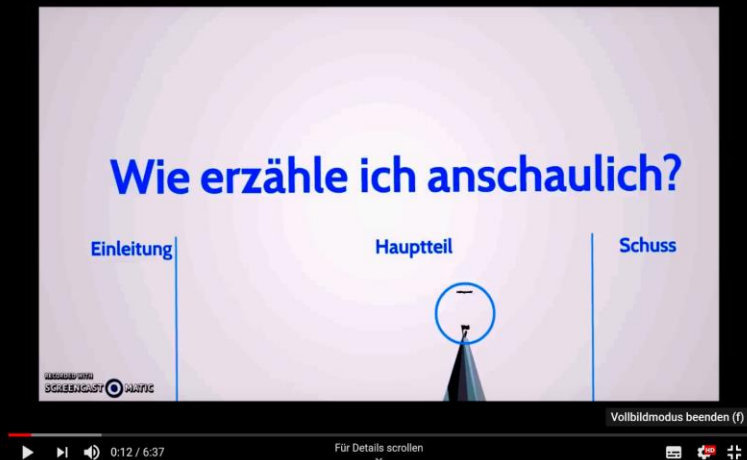 Wie erzähle ich anschaulich?
Einleitung
Hauptteil
Schuss
RECORDED WITH
SCREENCAST MATIC
Vollbildmodus beenden (f)
0:12 / 6:37
Für Details scrollen
HD